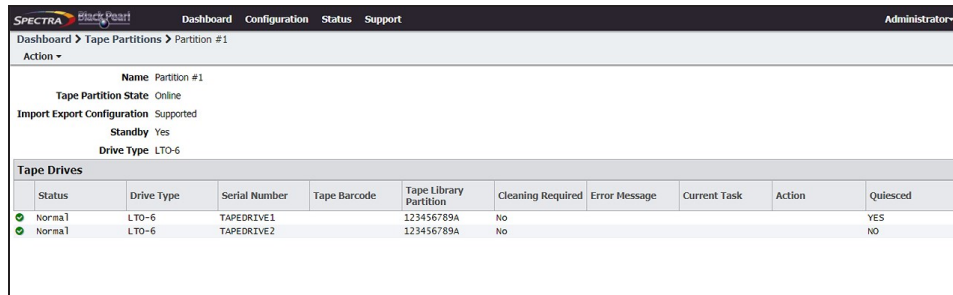 SPECTRA BlackPearl Dashboard Configuration Status Support Administrator
Dashboard > Tape Partitions > Partition #1
Action
Name Partition #1
Tape Partition State Online
Import Export Configuration Supported
Standby Yes
Drive Type LTO-6
Tape Drives
Status Drive Type Serial Number Tape Barcode Tape Library Partition Cleaning Required Error Message Current Task Action Quiesced
Normal LTO-6 TAPEDRIVE1 123456789A No YES
Normal LTO-6 TAPEDRIVE2 123456789A No NO